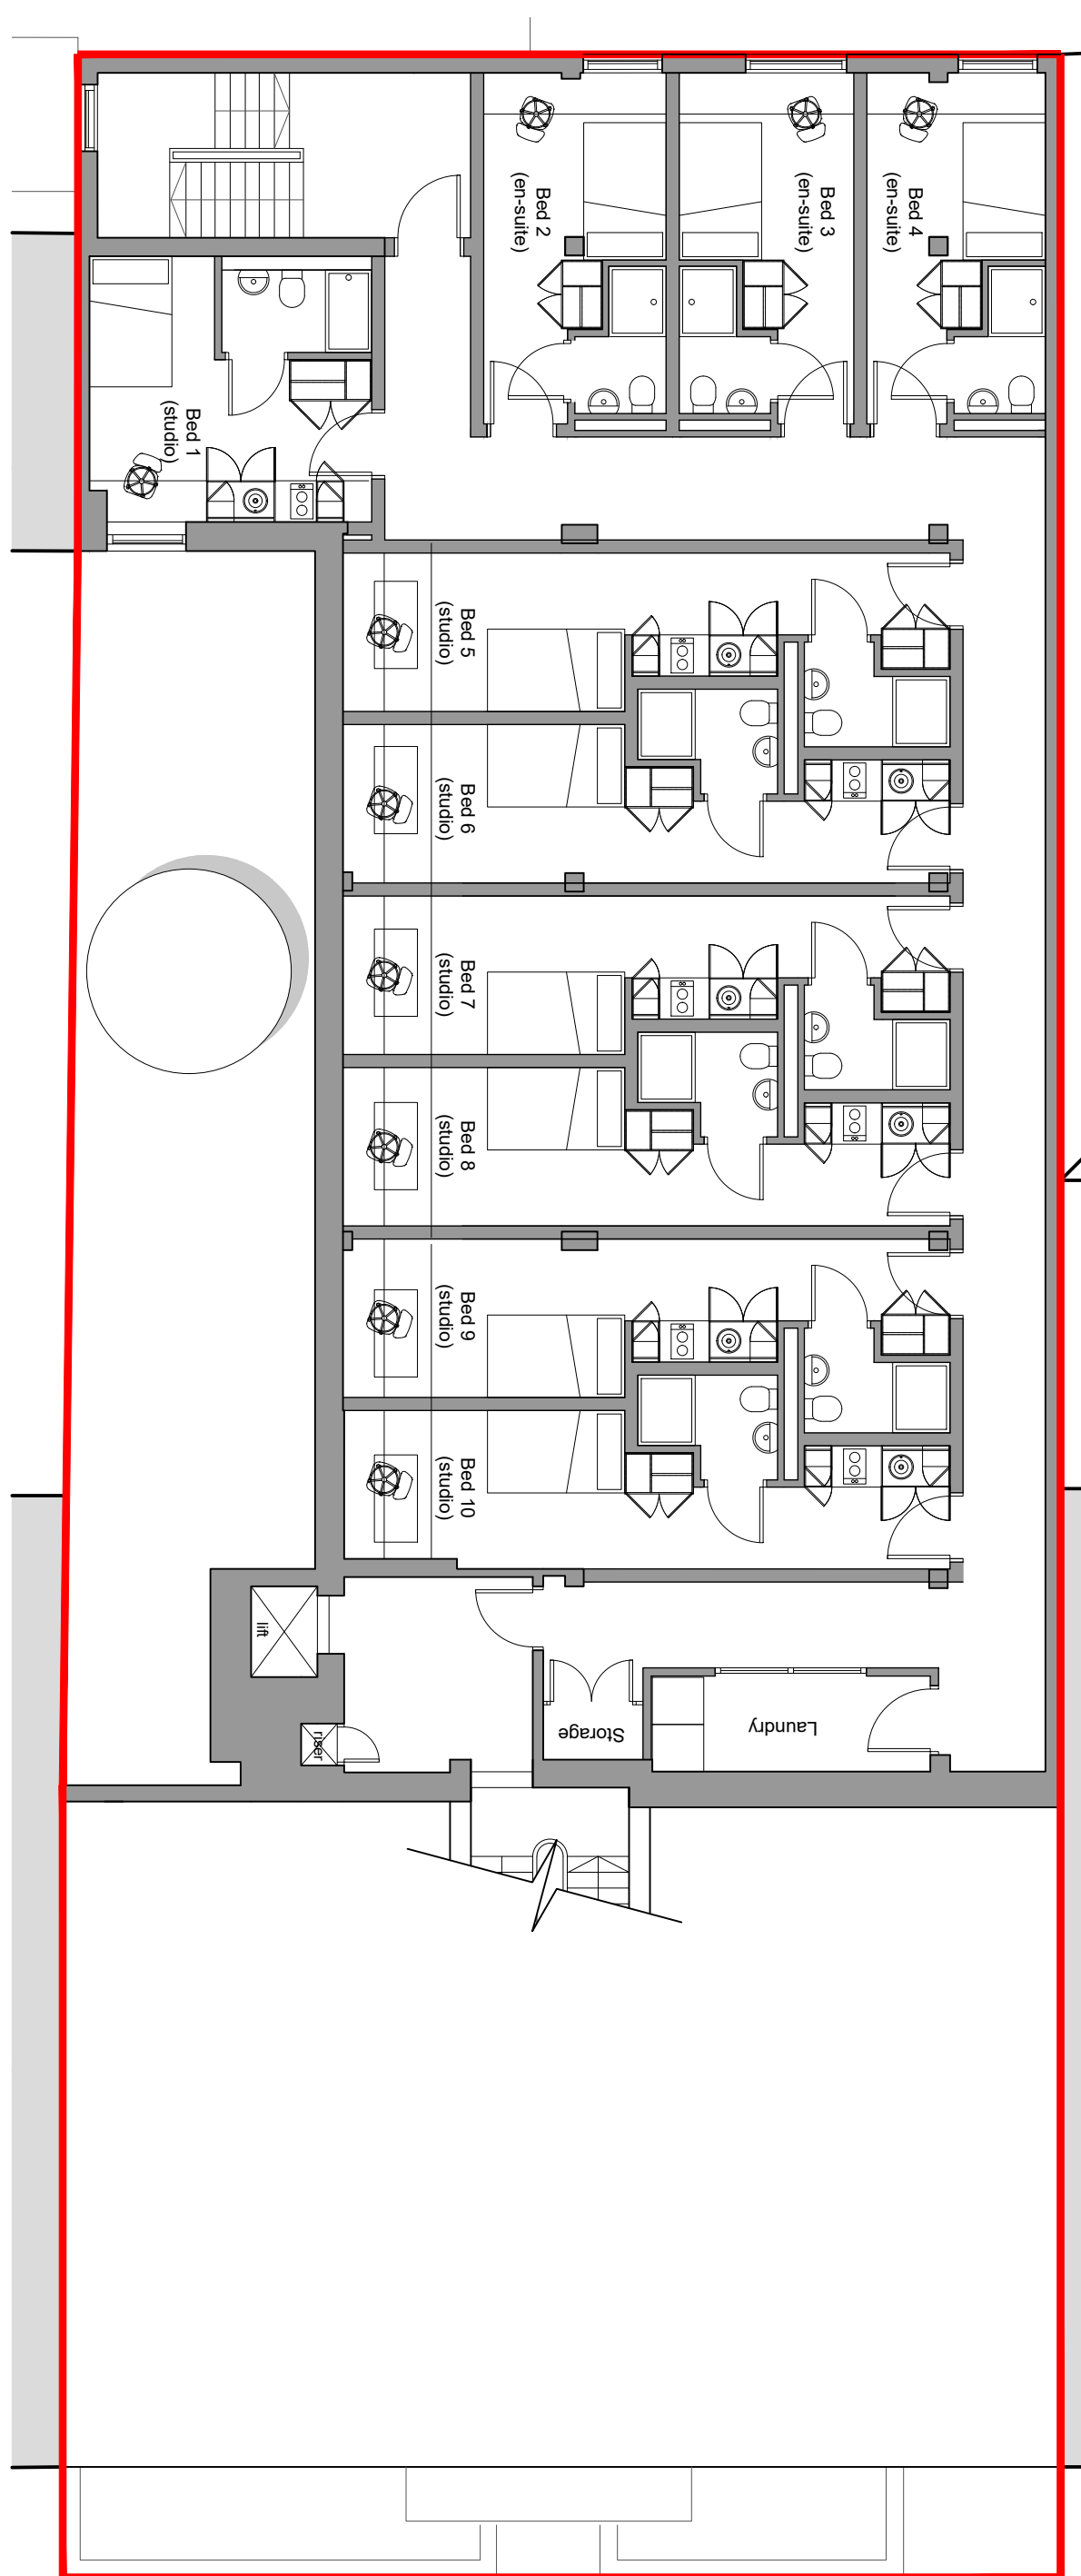 Bed 2
(en-suite)
Bed 3
(en-suite)
Bed 4
(en-suite)
Bed 1
(studio)
Bed 5
(studio)
Bed 6
(studio)
Bed 7
(studio)
Bed 8
(studio)
Bed 9
(studio)
Bed 10
(studio)
lift
riser
Storage
Laundry